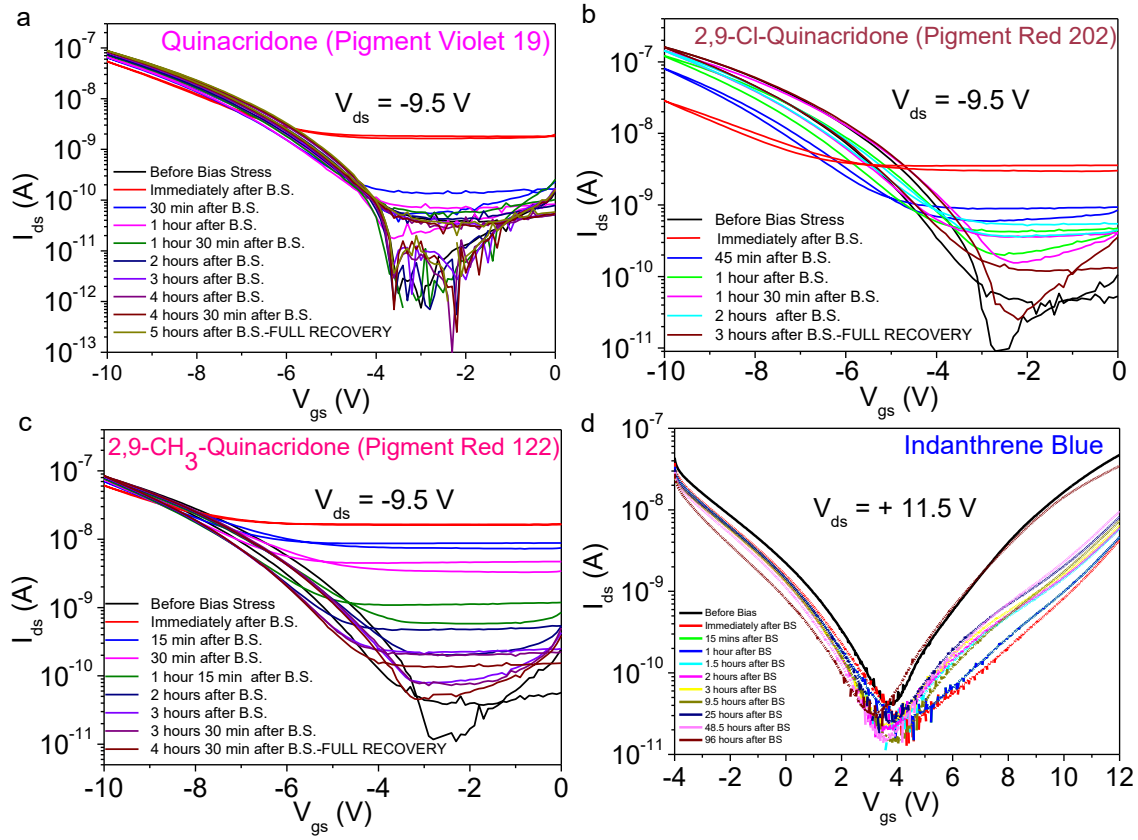 a
Quinacridone (Pigment Violet 19)
V_ds = -9.5 V
10^-7
10^-8
10^-9
10^-10
10^-11
10^-12
10^-13
I_ds (A)
Before Bias Stress
Immediately after B.S.
30 min after B.S.
1 hour after B.S.
1 hour 30 min after B.S.
2 hours after B.S.
3 hours after B.S.
4 hours after B.S.
4 hours 30 min after B.S.
5 hours after B.S.-FULL RECOVERY
-10 -8 -6 -4 -2 0
V_gs (V)
b
2,9-Cl-Quinacridone (Pigment Red 202)
V_ds = -9.5 V
10^-7
10^-8
10^-9
10^-10
10^-11
I_ds (A)
Before Bias Stress
Immediately after B.S.
45 min after B.S.
1 hour after B.S.
1 hour 30 min after B.S.
2 hours after B.S.
3 hours after B.S.-FULL RECOVERY
-10 -8 -6 -4 -2 0
V_gs (V)
c
2,9-CH_3-Quinacridone (Pigment Red 122)
V_ds = -9.5 V
10^-7
10^-8
10^-9
10^-10
10^-11
I_ds (A)
Before Bias Stress
Immediately after B.S.
15 min after B.S.
30 min after B.S.
1 hour 15 min after B.S.
2 hours after B.S.
3 hours after B.S.
3 hours 30 min after B.S.
4 hours 30 min after B.S.-FULL RECOVERY
-10 -8 -6 -4 -2 0
V_gs (V)
d
Indanthrene Blue
V_ds = + 11.5 V
10^-7
10^-8
10^-9
10^-10
10^-11
I_ds (A)
Before Bias
Immediately after BS
15 mins after BS
1 hour after BS
1.5 hours after BS
2 hours after BS
3 hours after BS
9.5 hours after BS
25 hours after BS
48.5 hours after BS
96 hours after BS
-4 -2 0 2 4 6 8 10 12
V_gs (V)